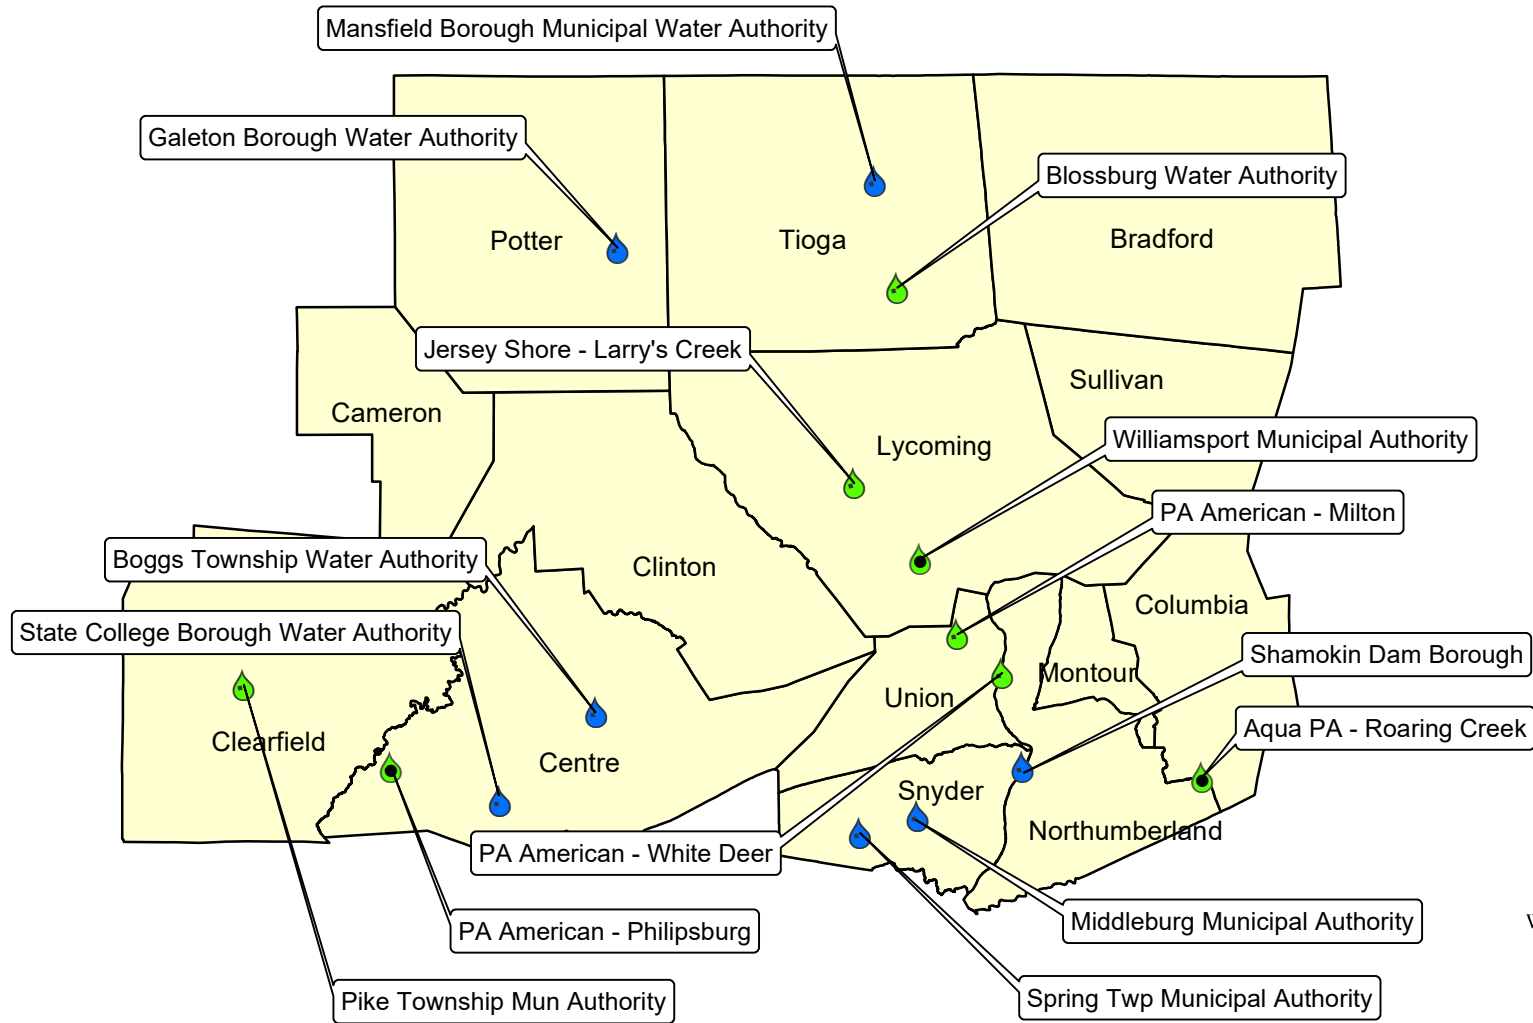 Mansfield Borough Municipal Water Authority
Galeton Borough Water Authority
Blossburg Water Authority
Potter
Tioga
Bradford
Jersey Shore - Larry's Creek
Sullivan
Cameron
Lycoming
Williamsport Municipal Authority
PA American - Milton
Boggs Township Water Authority
Clinton
Columbia
State College Borough Water Authority
Shamokin Dam Borough
Montour
Union
Aqua PA - Roaring Creek
Clearfield
Centre
Snyder
Northumberland
PA American - White Deer
Middleburg Municipal Authority
PA American - Philipsburg
Spring Twp Municipal Authority
Pike Township Mun Authority